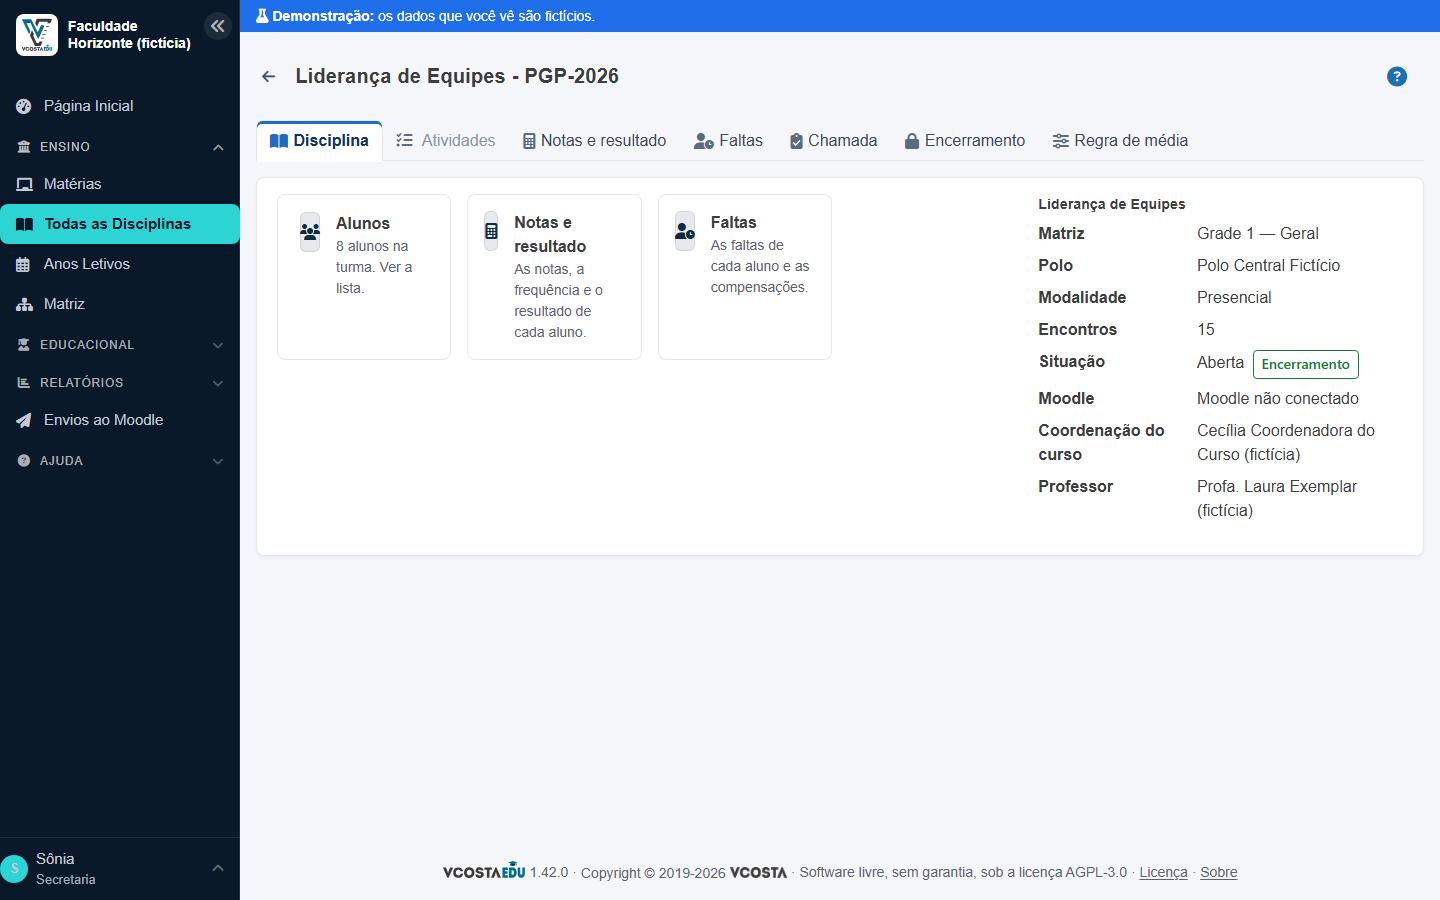 Faculdade
Horizonte (fictícia)
VCOSTAEDU
Página Inicial
ENSINO
Matérias
Todas as Disciplinas
Anos Letivos
Matriz
EDUCACIONAL
RELATÓRIOS
Envios ao Moodle
AJUDA
S
Sônia
Secretaria
Demonstração: os dados que você vê são fictícios.
Liderança de Equipes - PGP-2026
?
Disciplina
Atividades
Notas e resultado
Faltas
Chamada
Encerramento
Regra de média
Alunos
8 alunos na
turma. Ver a
lista.
Notas e
resultado
As notas, a
frequência e o
resultado de
cada aluno.
Faltas
As faltas de
cada aluno e as
compensações.
Liderança de Equipes
Matriz Grade 1 — Geral
Polo Polo Central Fictício
Modalidade Presencial
Encontros 15
Situação Aberta Encerramento
Moodle Moodle não conectado
Coordenação do
curso
Cecília Coordenadora do
Curso (fictícia)
Professor Profa. Laura Exemplar
(fictícia)
VCOSTAEDU 1.42.0 · Copyright © 2019-2026 VCOSTA · Software livre, sem garantia, sob a licença AGPL-3.0 · Licença · Sobre